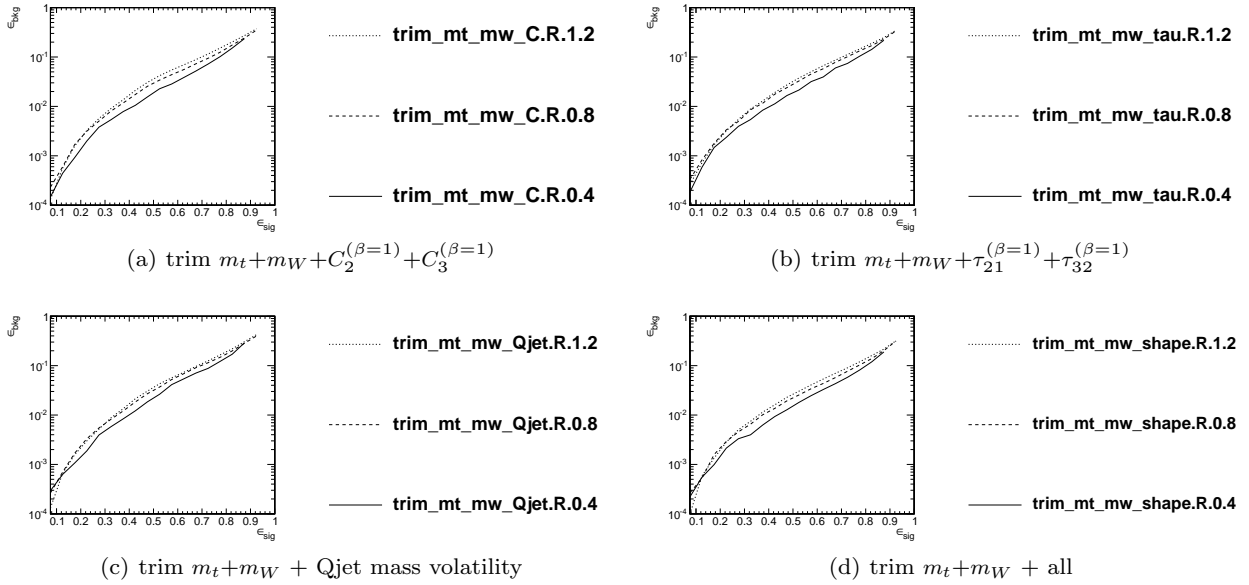 ϵbkg
1
10^-1
10^-2
10^-3
10^-4
0.1 0.2 0.3 0.4 0.5 0.6 0.7 0.8 0.9 1
ϵsig
trim_mt_mw_C.R.1.2
trim_mt_mw_C.R.0.8
trim_mt_mw_C.R.0.4
(a) trim m_t+m_W+C_2^(β=1)+C_3^(β=1)
ϵbkg
1
10^-1
10^-2
10^-3
10^-4
0.1 0.2 0.3 0.4 0.5 0.6 0.7 0.8 0.9 1
ϵsig
trim_mt_mw_tau.R.1.2
trim_mt_mw_tau.R.0.8
trim_mt_mw_tau.R.0.4
(b) trim m_t+m_W+τ_21^(β=1)+τ_32^(β=1)
ϵbkg
1
10^-1
10^-2
10^-3
10^-4
0.1 0.2 0.3 0.4 0.5 0.6 0.7 0.8 0.9 1
ϵsig
trim_mt_mw_Qjet.R.1.2
trim_mt_mw_Qjet.R.0.8
trim_mt_mw_Qjet.R.0.4
(c) trim m_t+m_W + Qjet mass volatility
ϵbkg
1
10^-1
10^-2
10^-3
10^-4
0.1 0.2 0.3 0.4 0.5 0.6 0.7 0.8 0.9 1
ϵsig
trim_mt_mw_shape.R.1.2
trim_mt_mw_shape.R.0.8
trim_mt_mw_shape.R.0.4
(d) trim m_t+m_W + all